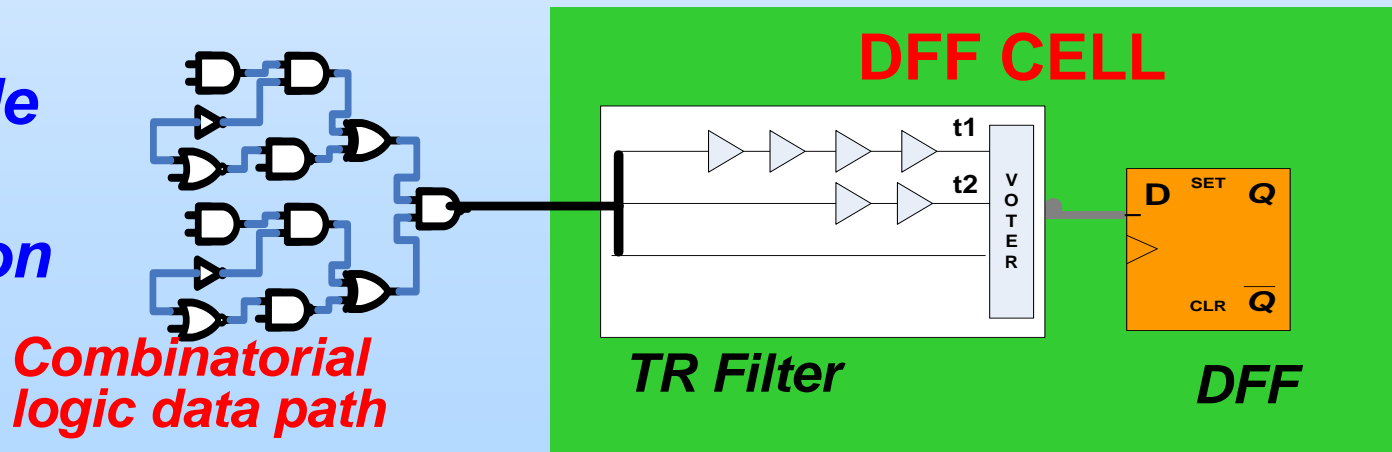 DFF CELL
t1
t2
VOTER
D
SET
Q
CLR
Q
TR Filter
DFF
Combinatorial
logic data path